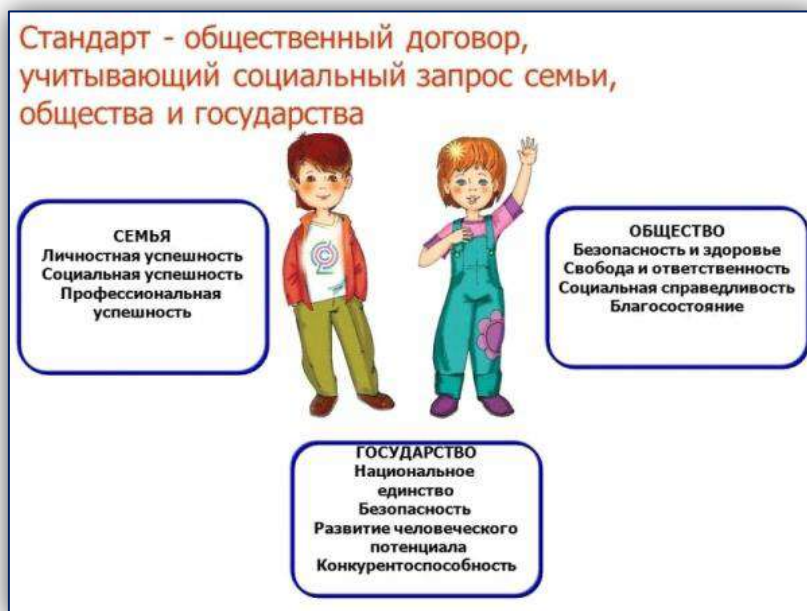 Стандарт - общественный договор,
учитывающий социальный запрос семьи,
общества и государства
СЕМЬЯ
Личностная успешность
Социальная успешность
Профессиональная
успешность
ОБЩЕСТВО
Безопасность и здоровье
Свобода и ответственность
Социальная справедливость
Благосостояние
ГОСУДАРСТВО
Национальное
единство
Безопасность
Развитие человеческого
потенциала
Конкурентоспособность